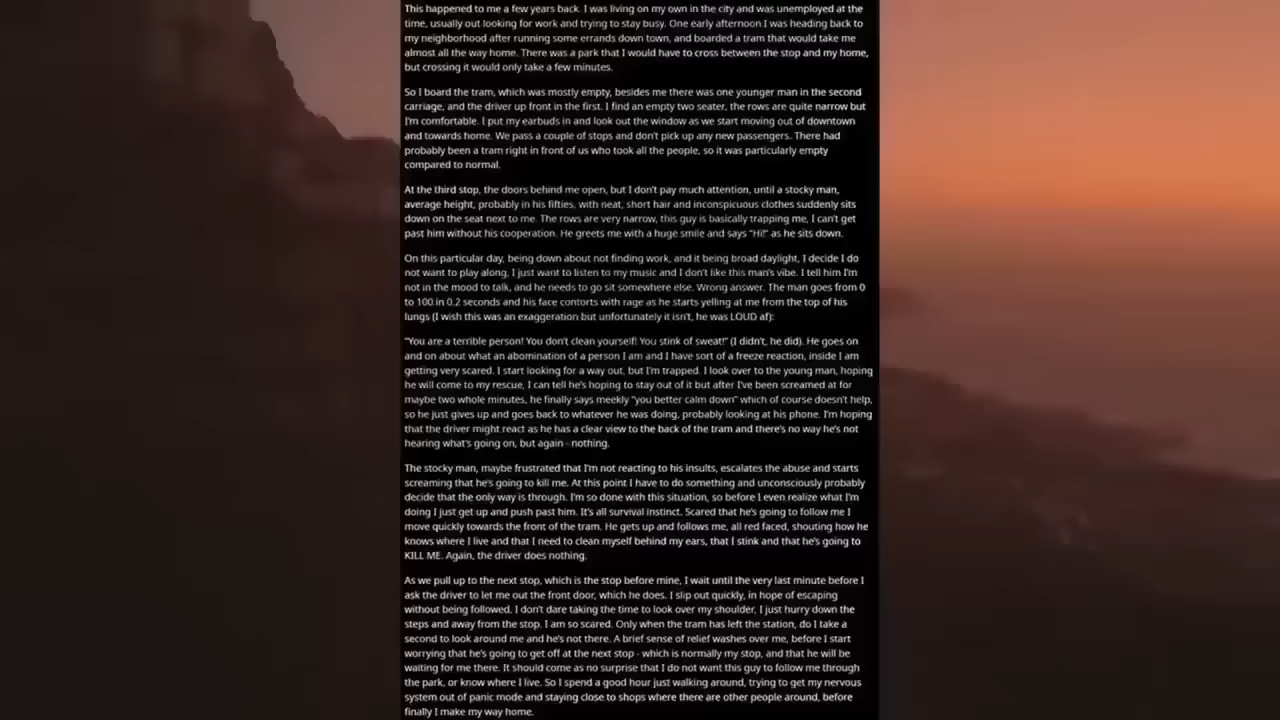 This happened to me a few years back. I was living on my own in the city and was unemployed at the
time, usually out looking for work and trying to stay busy. One early afternoon I was heading back to
my neighborhood after running some errands down town, and boarded a tram that would take me
almost all the way home. There was a park that I would have to cross between the stop and my home,
but crossing it would only take a few minutes.
So I board the tram, which was mostly empty, besides me there was one younger man in the second
carriage, and the driver up front in the first. I find an empty two seater, the rows are quite narrow but
I'm comfortable. I put my earbuds in and look out the window as we start moving out of downtown
and towards home. We pass a couple of stops and don't pick up any new passengers. There had
probably been a tram right in front of us who took all the people, so it was particularly empty
compared to normal.
At the third stop, the doors behind me open, but I don't pay much attention, until a stocky man,
average height, probably in his fifties, with neat, short hair and inconspicuous clothes suddenly sits
down on the seat next to me. The rows are very narrow, this guy is basically trapping me, I can't get
past him without his cooperation. He greets me with a huge smile and says "Hi!" as he sits down.
On this particular day, being down about not finding work, and it being broad daylight, I decide I do
not want to play along, I just want to listen to my music and I don't like this man's vibe. I tell him I'm
not in the mood to talk, and he needs to go sit somewhere else. Wrong answer. The man goes from 0
to 100 in 0.2 seconds and his face contorts with rage as he starts yelling at me from the top of his
lungs (I wish this was an exaggeration but unfortunately it isn't, he was LOUD af):
"You are a terrible person! You don't clean yourself! You stink of sweat!" (I didn't, he did). He goes on
and on about what an abomination of a person I am and I have sort of a freeze reaction, inside I am
getting very scared. I start looking for a way out, but I'm trapped. I look over to the young man, hoping
he will come to my rescue, I can tell he's hoping to stay out of it but after I've been screamed at for
maybe two whole minutes, he finally says meekly "you better calm down" which of course doesn't help,
so he just gives up and goes back to whatever he was doing, probably looking at his phone. I'm hoping
that the driver might react as he has a clear view to the back of the tram and there's no way he's not
hearing what's going on, but again - nothing.
The stocky man, maybe frustrated that I'm not reacting to his insults, escalates the abuse and starts
screaming that he's going to kill me. At this point I have to do something and unconsciously probably
decide that the only way is through. I'm so done with this situation, so before I even realize what I'm
doing I just get up and push past him. It's all survival instinct. Scared that he's going to follow me I
move quickly towards the front of the tram. He gets up and follows me, all red faced, shouting how he
knows where I live and that I need to clean myself behind my ears, that I stink and that he's going to
KILL ME. Again, the driver does nothing.
As we pull up to the next stop, which is the stop before mine, I wait until the very last minute before I
ask the driver to let me out the front door, which he does. I slip out quickly, in hope of escaping
without being followed. I don't dare taking the time to look over my shoulder, I just hurry down the
steps and away from the stop. I am so scared. Only when the tram has left the station, do I take a
second to look around me and he's not there. A brief sense of relief washes over me, before I start
worrying that he's going to get off at the next stop - which is normally my stop, and that he will be
waiting for me there. It should come as no surprise that I do not want this guy to follow me through
the park, or know where I live. So I spend a good hour just walking around, trying to get my nervous
system out of panic mode and staying close to shops where there are other people around, before
finally I make my way home.